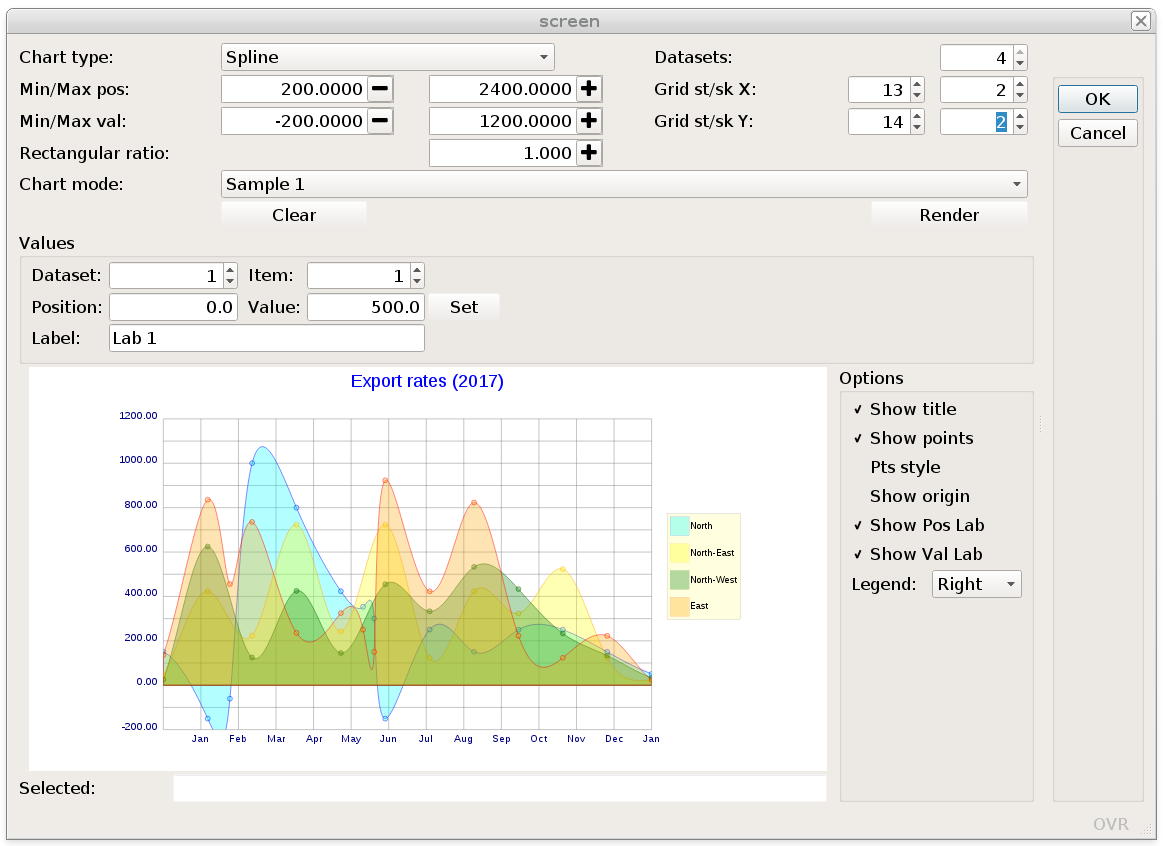 screen
Chart type: Spline Datasets: 4
Min/Max pos: 200.0000 2400.0000 Grid st/sk X: 13 2
OK
Min/Max val: -200.0000 1200.0000 Grid st/sk Y: 14 2
Cancel
Rectangular ratio: 1.000
Chart mode: Sample 1
Clear Render
Values
Dataset: 1 Item: 1
Position: 0.0 Value: 500.0 Set
Label: Lab 1
Export rates (2017)
1200.00
1000.00
800.00
600.00
400.00
200.00
0.00
-200.00
Jan Feb Mar Apr May Jun Jul Aug Sep Oct Nov Dec Jan
North
North-East
North-West
East
Options
✓ Show title
✓ Show points
Pts style
Show origin
✓ Show Pos Lab
✓ Show Val Lab
Legend: Right
Selected:
OVR